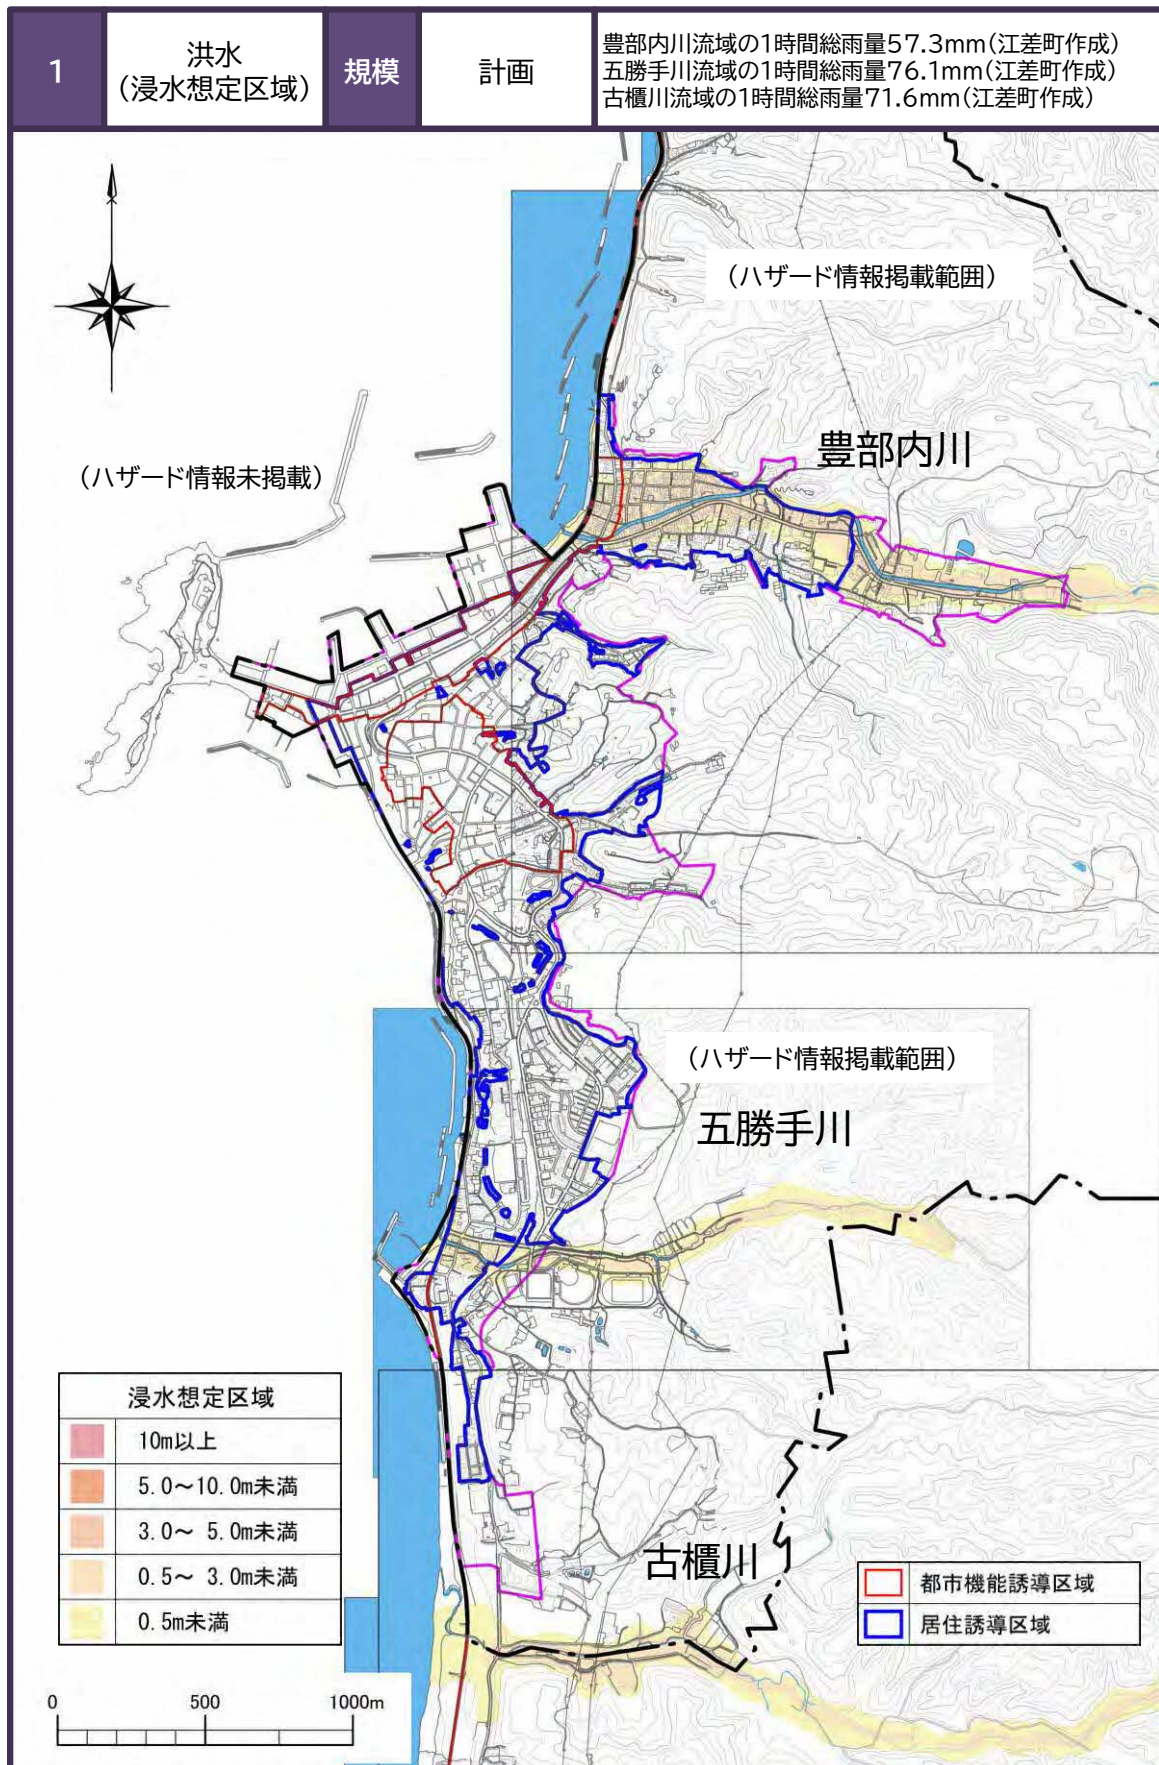 1
洪水
(浸水想定区域)
規模
計画
豊部内川流域の1時間総雨量57.3mm(江差町作成)
五勝手川流域の1時間総雨量76.1mm(江差町作成)
古櫃川流域の1時間総雨量71.6mm(江差町作成)
(ハザード情報掲載範囲)
豊部内川
(ハザード情報未掲載)
(ハザード情報掲載範囲)
五勝手川
浸水想定区域
10m以上
5.0～10.0m未満
3.0～ 5.0m未満
0.5～ 3.0m未満
0.5m未満
古櫃川
都市機能誘導区域
居住誘導区域
0 500 1000m